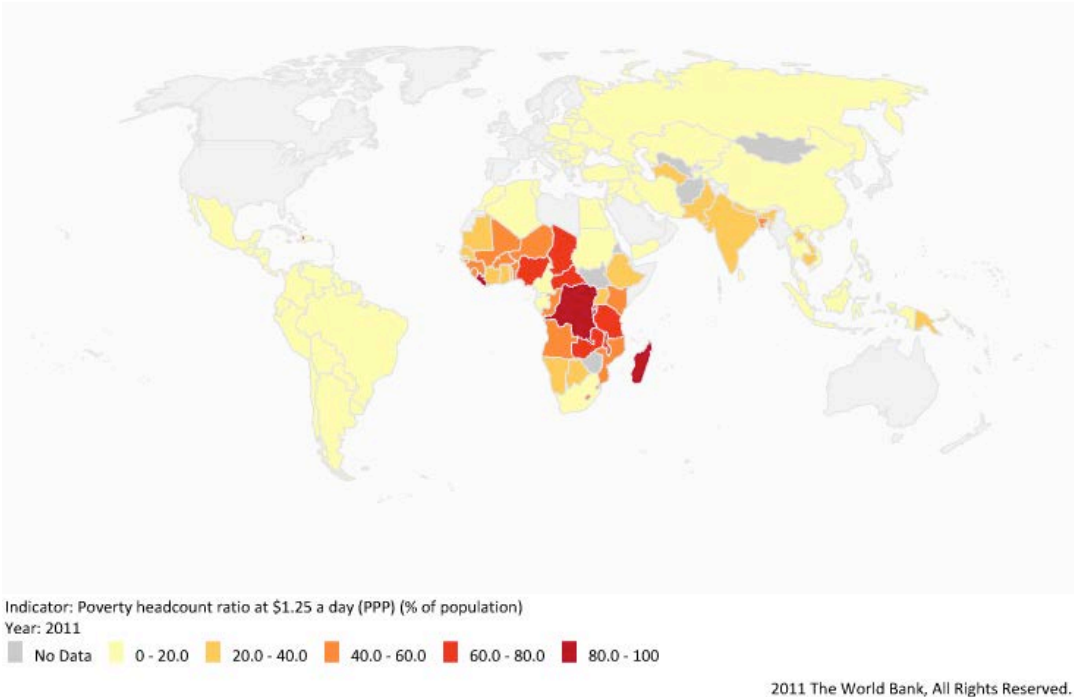 Indicator: Poverty headcount ratio at $1.25 a day (PPP) (% of population)
Year: 2011
No Data 0 - 20.0 20.0 - 40.0 40.0 - 60.0 60.0 - 80.0 80.0 - 100
2011 The World Bank, All Rights Reserved.